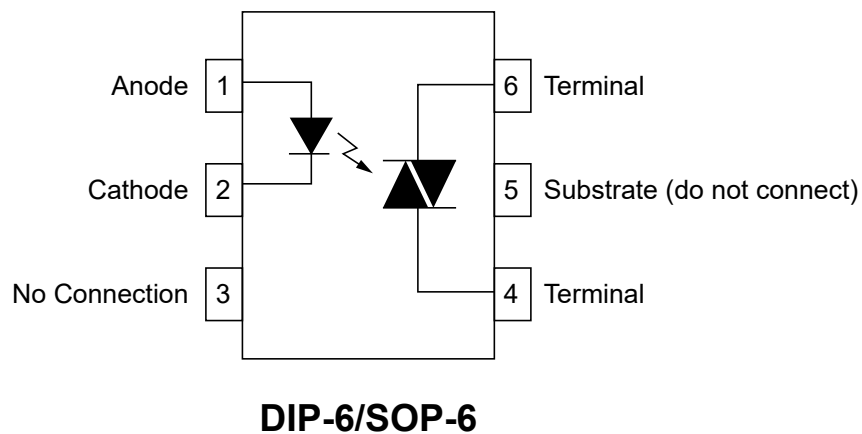 Anode 1
6 Terminal
Cathode 2
5 Substrate (do not connect)
No Connection 3
4 Terminal
DIP-6/SOP-6